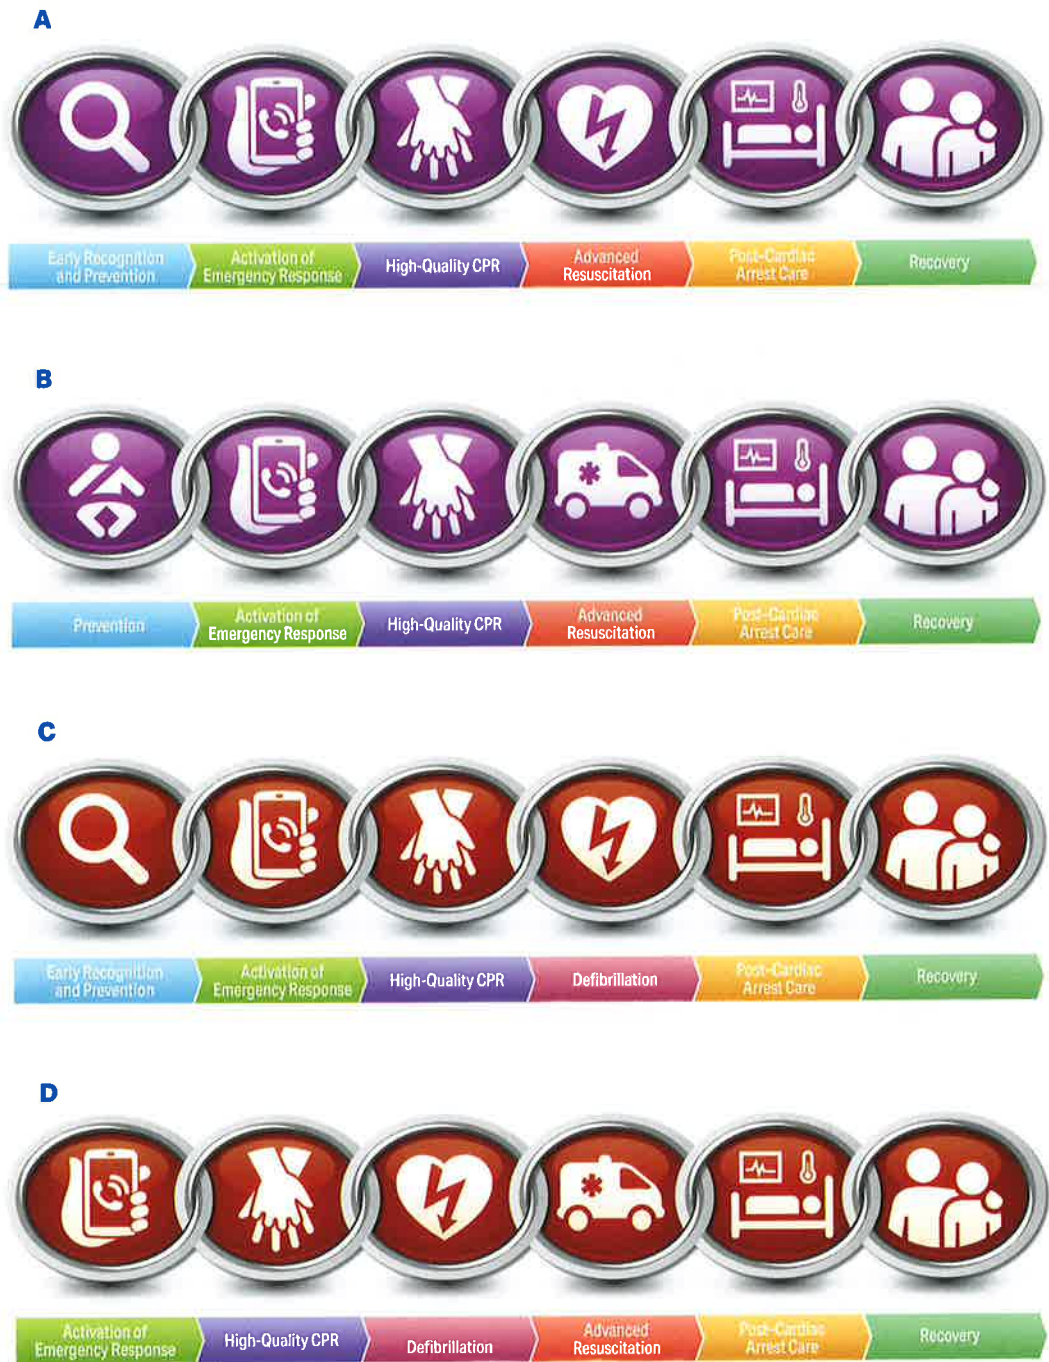 A
Early Recognition
and Prevention
Activation of
Emergency Response
High-Quality CPR
Advanced
Resuscitation
Post-Cardiac
Arrest Care
Recovery
B
Prevention
Activation of
Emergency Response
High-Quality CPR
Advanced
Resuscitation
Post-Cardiac
Arrest Care
Recovery
C
Early Recognition
and Prevention
Activation of
Emergency Response
High-Quality CPR
Defibrillation
Post-Cardiac
Arrest Care
Recovery
D
Activation of
Emergency Response
High-Quality CPR
Defibrillation
Advanced
Resuscitation
Post-Cardiac
Arrest Care
Recovery